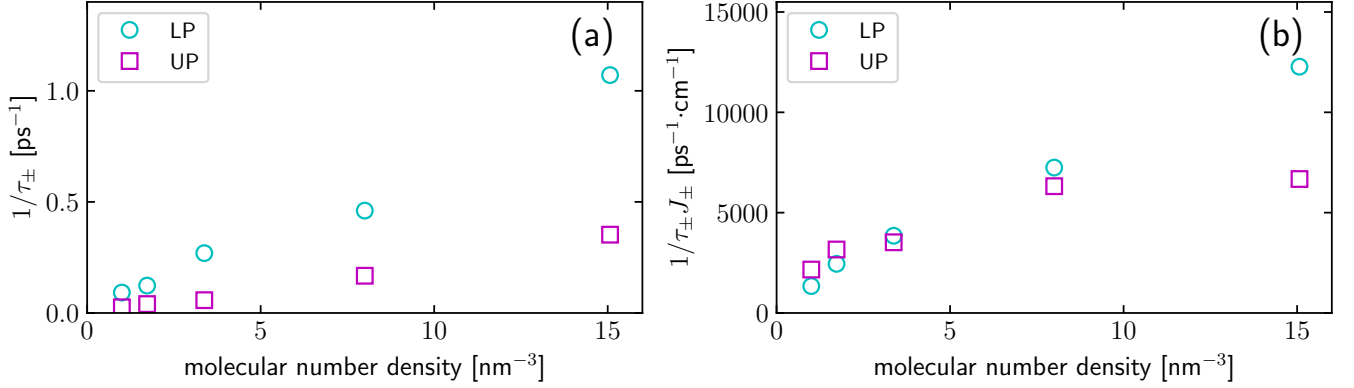 (a)
LP
UP
1/τ± [ps⁻¹]
1.0
0.5
0.0
0 5 10 15
molecular number density [nm⁻³]
(b)
LP
UP
1/τ±J± [ps⁻¹·cm⁻¹]
15000
10000
5000
0
0 5 10 15
molecular number density [nm⁻³]